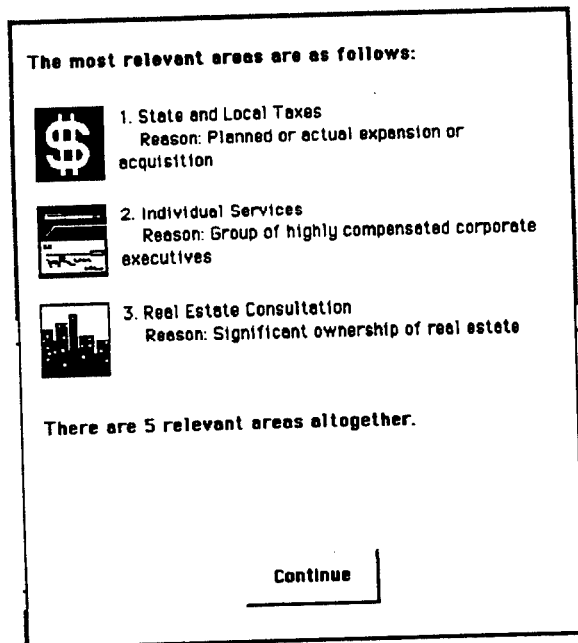 The most relevant areas are as follows:
1. State and Local Taxes
Reason: Planned or actual expansion or
acquisition
2. Individual Services
Reason: Group of highly compensated corporate
executives
3. Real Estate Consultation
Reason: Significant ownership of real estate
There are 5 relevant areas altogether.
Continue